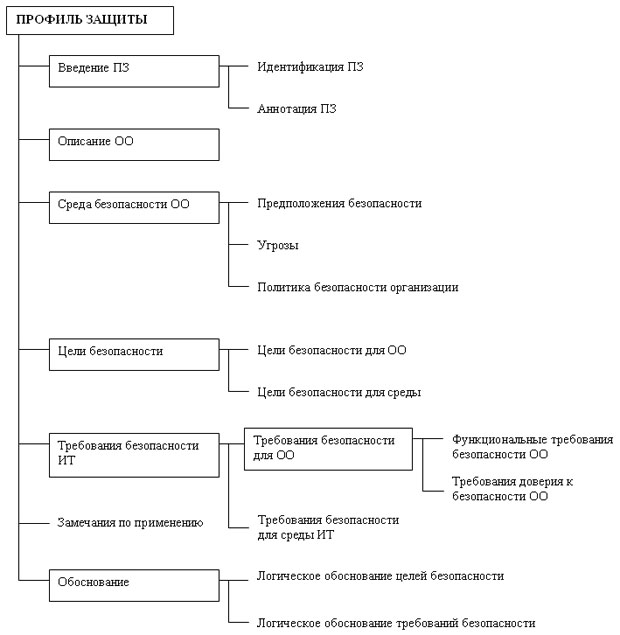 ПРОФИЛЬ ЗАЩИТЫ
Введение ПЗ
Идентификация ПЗ
Аннотация ПЗ
Описание ОО
Среда безопасности ОО
Предположения безопасности
Угрозы
Политика безопасности организации
Цели безопасности
Цели безопасности для ОО
Цели безопасности для среды
Требования безопасности
ИТ
Требования безопасности
для ОО
Функциональные требования
безопасности ОО
Требования доверия к
безопасности ОО
Требования безопасности
для среды ИТ
Замечания по применению
Обоснование
Логическое обоснование целей безопасности
Логическое обоснование требований безопасности